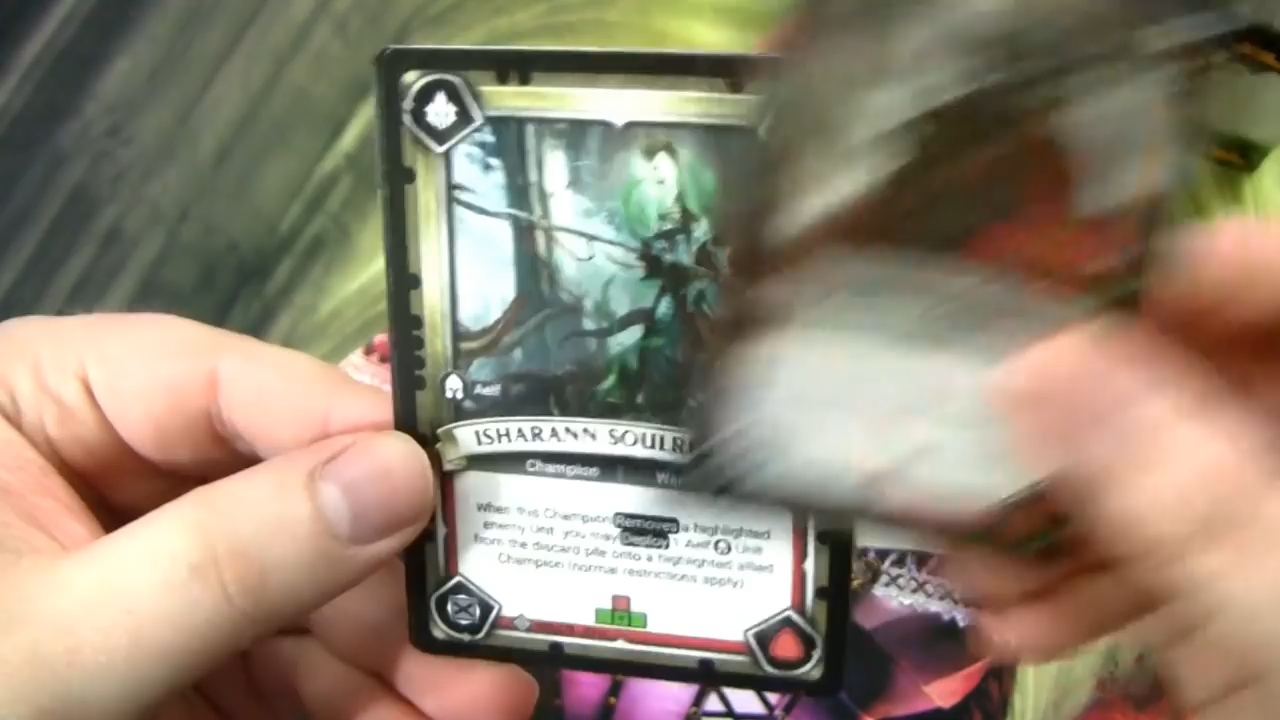 Aelf
ISHARANN SOULR
Champion | Wi
When this Champion Removes a highlighted
enemy Unit, you may Deploy 1 Aelf Unit
from the discard pile onto a highlighted allied
Champion (normal restrictions apply)